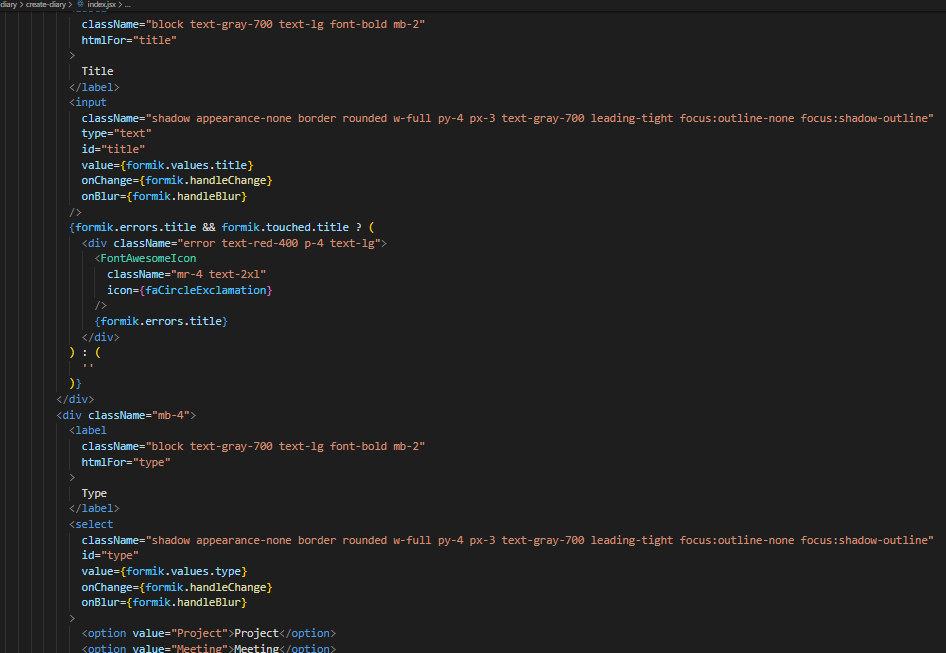 diary > create-diary > index.jsx > ...
className="block text-gray-700 text-lg font-bold mb-2"
htmlFor="title"
>
Title
</label>
<input
className="shadow appearance-none border rounded w-full py-4 px-3 text-gray-700 leading-tight focus:outline-none focus:shadow-outline"
type="text"
id="title"
value={formik.values.title}
onChange={formik.handleChange}
onBlur={formik.handleBlur}
/>
{formik.errors.title && formik.touched.title ? (
<div className="error text-red-400 p-4 text-lg">
<FontAwesomeIcon
className="mr-4 text-2xl"
icon={faCircleExclamation}
/>
{formik.errors.title}
</div>
) : (
''
)}
</div>
<div className="mb-4">
<label
className="block text-gray-700 text-lg font-bold mb-2"
htmlFor="type"
>
Type
</label>
<select
className="shadow appearance-none border rounded w-full py-4 px-3 text-gray-700 leading-tight focus:outline-none focus:shadow-outline"
id="type"
value={formik.values.type}
onChange={formik.handleChange}
onBlur={formik.handleBlur}
>
<option value="Project">Project</option>
<option value="Meeting">Meeting</option>